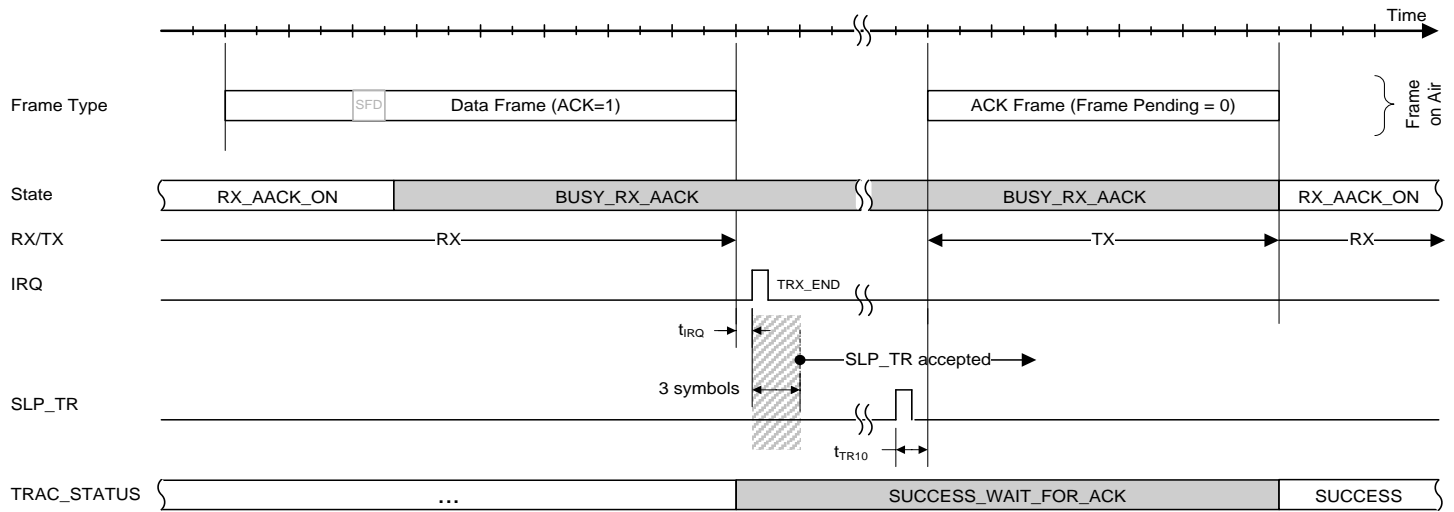 Time
Frame Type
SFD
Data Frame (ACK=1)
ACK Frame (Frame Pending = 0)
Frame
on Air
State
RX_AACK_ON
BUSY_RX_AACK
BUSY_RX_AACK
RX_AACK_ON
RX/TX
RX
TX
RX
IRQ
TRX_END
tIRQ
SLP_TR accepted
3 symbols
SLP_TR
tTR10
TRAC_STATUS
...
SUCCESS_WAIT_FOR_ACK
SUCCESS